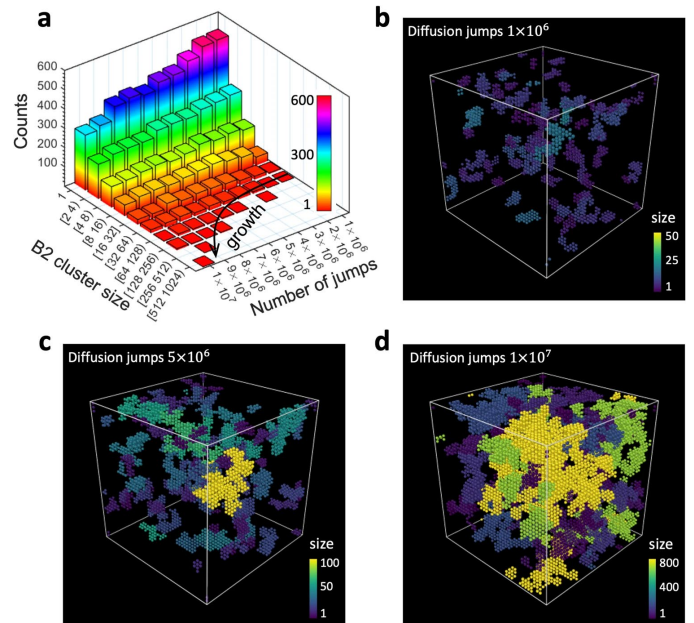 a
600
500
400
300
200
100
Counts
600
300
1
growth
1
[2 4)
[4 8)
[8 16)
[16 32)
[32 64)
[64 128)
[128 256)
[256 512)
[512 1024)
B2 cluster size
1 × 10⁶
2 × 10⁶
3 × 10⁶
4 × 10⁶
5 × 10⁶
6 × 10⁶
7 × 10⁶
8 × 10⁶
9 × 10⁶
1 × 10⁷
Number of jumps
b
Diffusion jumps 1×10⁶
size
50
25
1
c
Diffusion jumps 5×10⁶
size
100
50
1
d
Diffusion jumps 1×10⁷
size
800
400
1